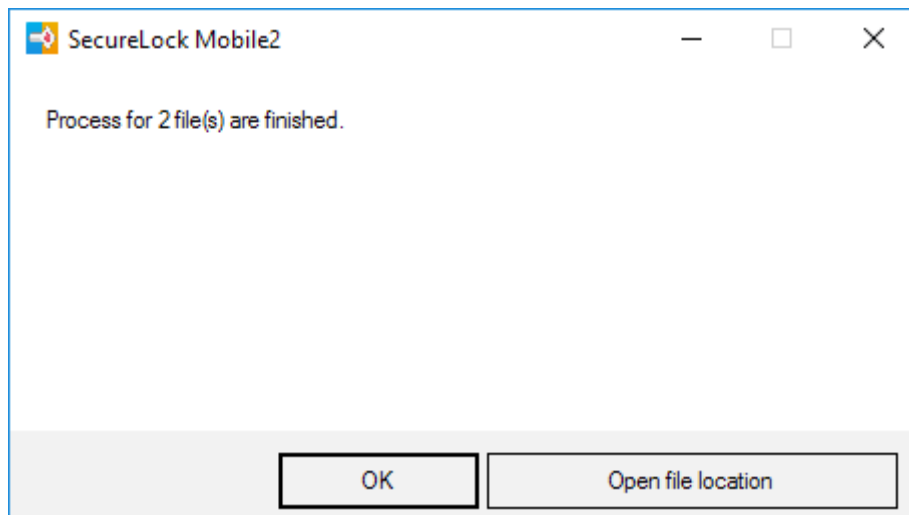 SecureLock Mobile2
Process for 2 file(s) are finished.
OK
Open file location